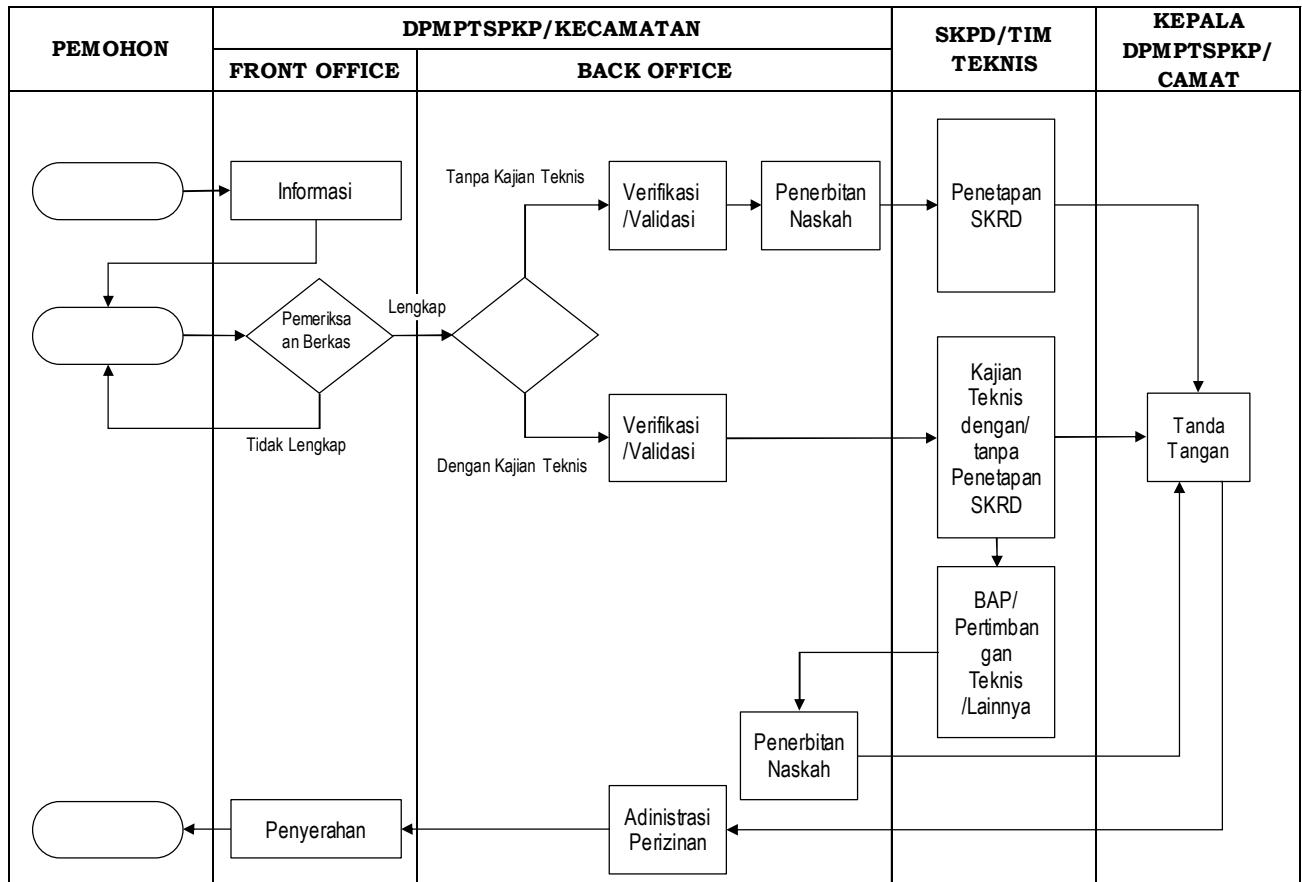 PEMOHON
DPMPTSPKP/KECAMATAN
FRONT OFFICE
BACK OFFICE
SKPD/TIM
TEKNIS
KEPALA
DPMPTSPKP/
CAMAT
Informasi
Tanpa Kajian Teknis
Verifikasi
/Validasi
Penerbitan
Naskah
Penetapan
SKRD
Pemeriksa
an Berkas
Lengkap
Tidak Lengkap
Dengan Kajian Teknis
Verifikasi
/Validasi
Kajian
Teknis
dengan/
tanpa
Penetapan
SKRD
Tanda
Tangan
BAP/
Pertimban
gan
Teknis
/Lainnya
Penerbitan
Naskah
Adinistrasi
Perizinan
Penyerahan